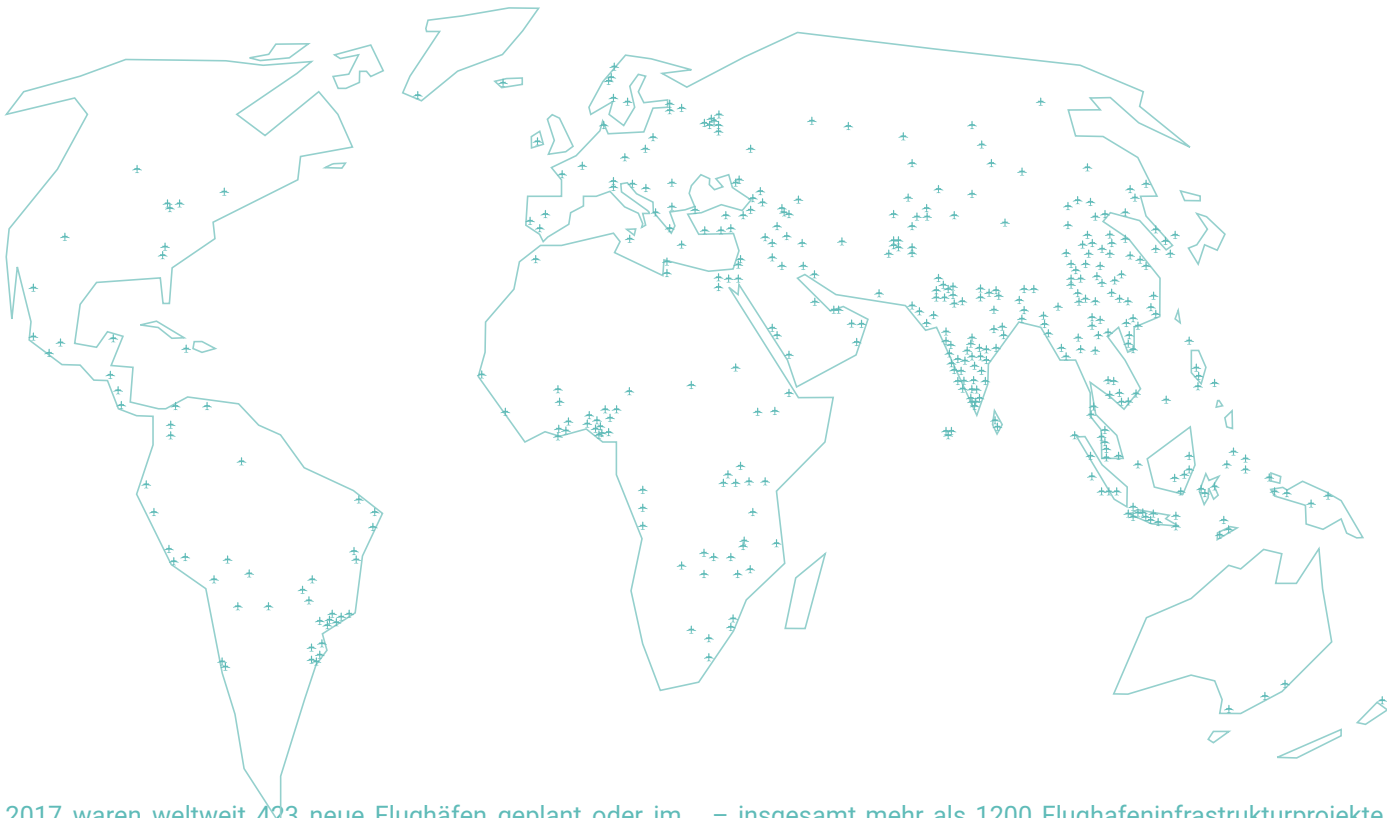 2017 waren weltweit 423 neue Flughäfen geplant oder im
– insgesamt mehr als 1200 Flughafeninfrastrukturprojekte